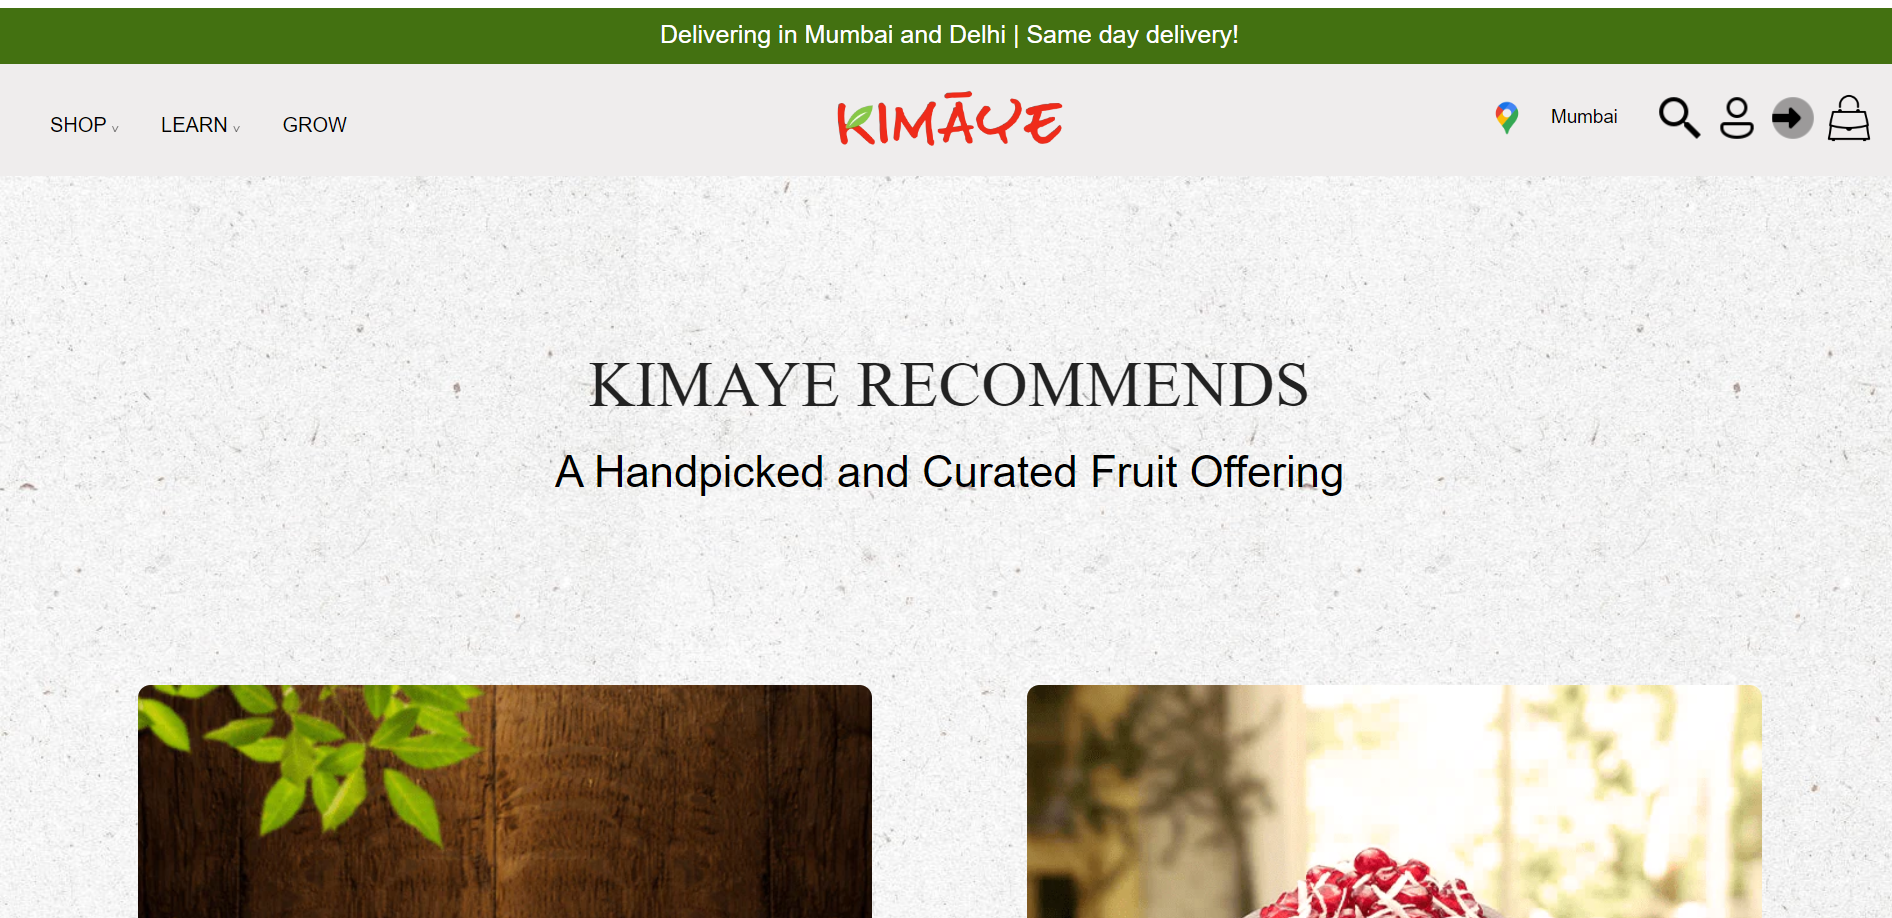 Delivering in Mumbai and Delhi | Same day delivery!
SHOP v LEARN v GROW
KIMĀYE
Mumbai
KIMAYE RECOMMENDS
A Handpicked and Curated Fruit Offering